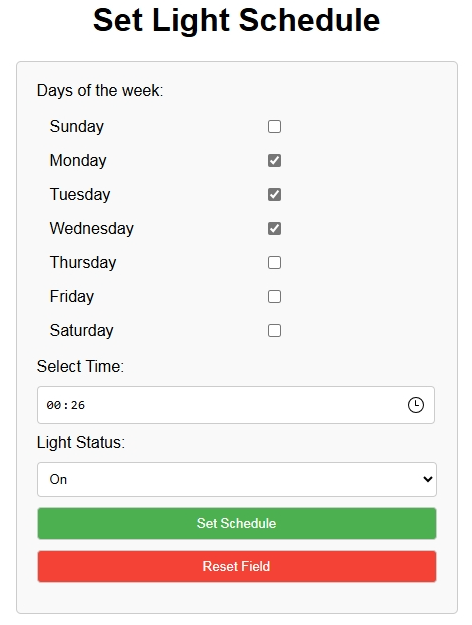 Set Light Schedule
Days of the week:
Sunday
Monday
Tuesday
Wednesday
Thursday
Friday
Saturday
Select Time:
00:26
Light Status:
On
Set Schedule
Reset Field